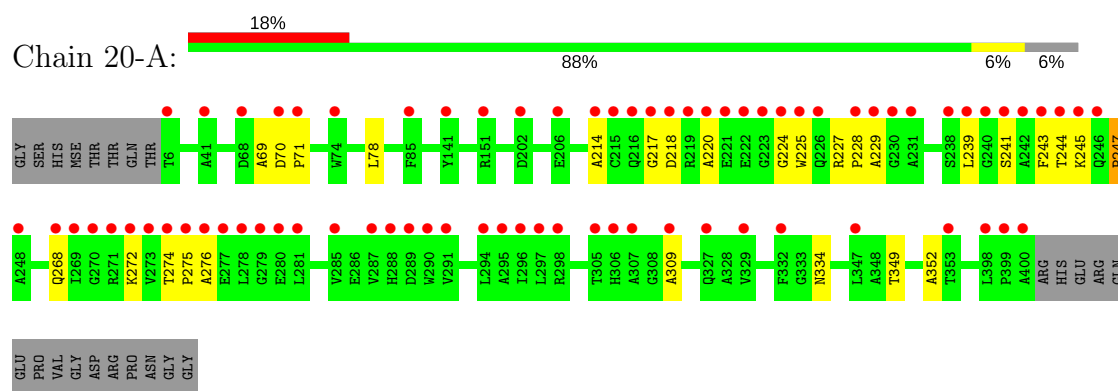 18%
Chain 20-A:
88% 6% 6%
GLY SER HIS MSE THR THR GLN THR I6 A41 D68 A69 D70 P71 W74 L78 F85 Y141 R151 D202 E206 A214 C215 Q216 G217 D218 R219 A220 E221 E222 G223 G224 W225 Q226 R227 P228 A229 G230 A231 S238 L239 G240 S241 A242 F243 T244 K245 Q246 P247
A248 Q268 I269 G270 R271 K272 V273 T274 P275 A276 E277 L278 G279 E280 L281 V285 E286 V287 H288 D289 W290 V291 L294 A295 I296 L297 R298 T305 H306 A307 G308 A309 Q327 A328 V329 F332 G333 N334 L347 A348 T349 A352 T353 L398 P399 A400 ARG HIS GLU ARG GLN
GLU PRO VAL GLY ASP ARG PRO ASN GLY GLY